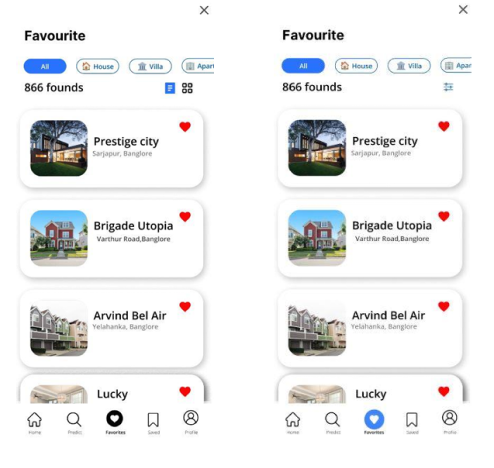 Favourite
All House Villa Apart
866 founds
Prestige city
Sarjapur, Banglore
Brigade Utopia
Varthur Road,Banglore
Arvind Bel Air
Yelahanka, Banglore
Lucky
Home Predict Favorites Saved Profile
Favourite
All House Villa Apar
866 founds
Prestige city
Sarjapur, Banglore
Brigade Utopia
Varthur Road,Banglore
Arvind Bel Air
Yelahanka, Banglore
Lucky
Home Predict Favorites Saved Profile